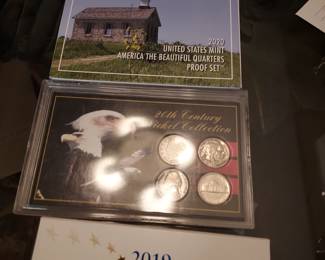 2020
UNITED STATES MINT
AMERICA THE BEAUTIFUL QUARTERS
PROOF SET
20th Century
Nickel Collection
2019